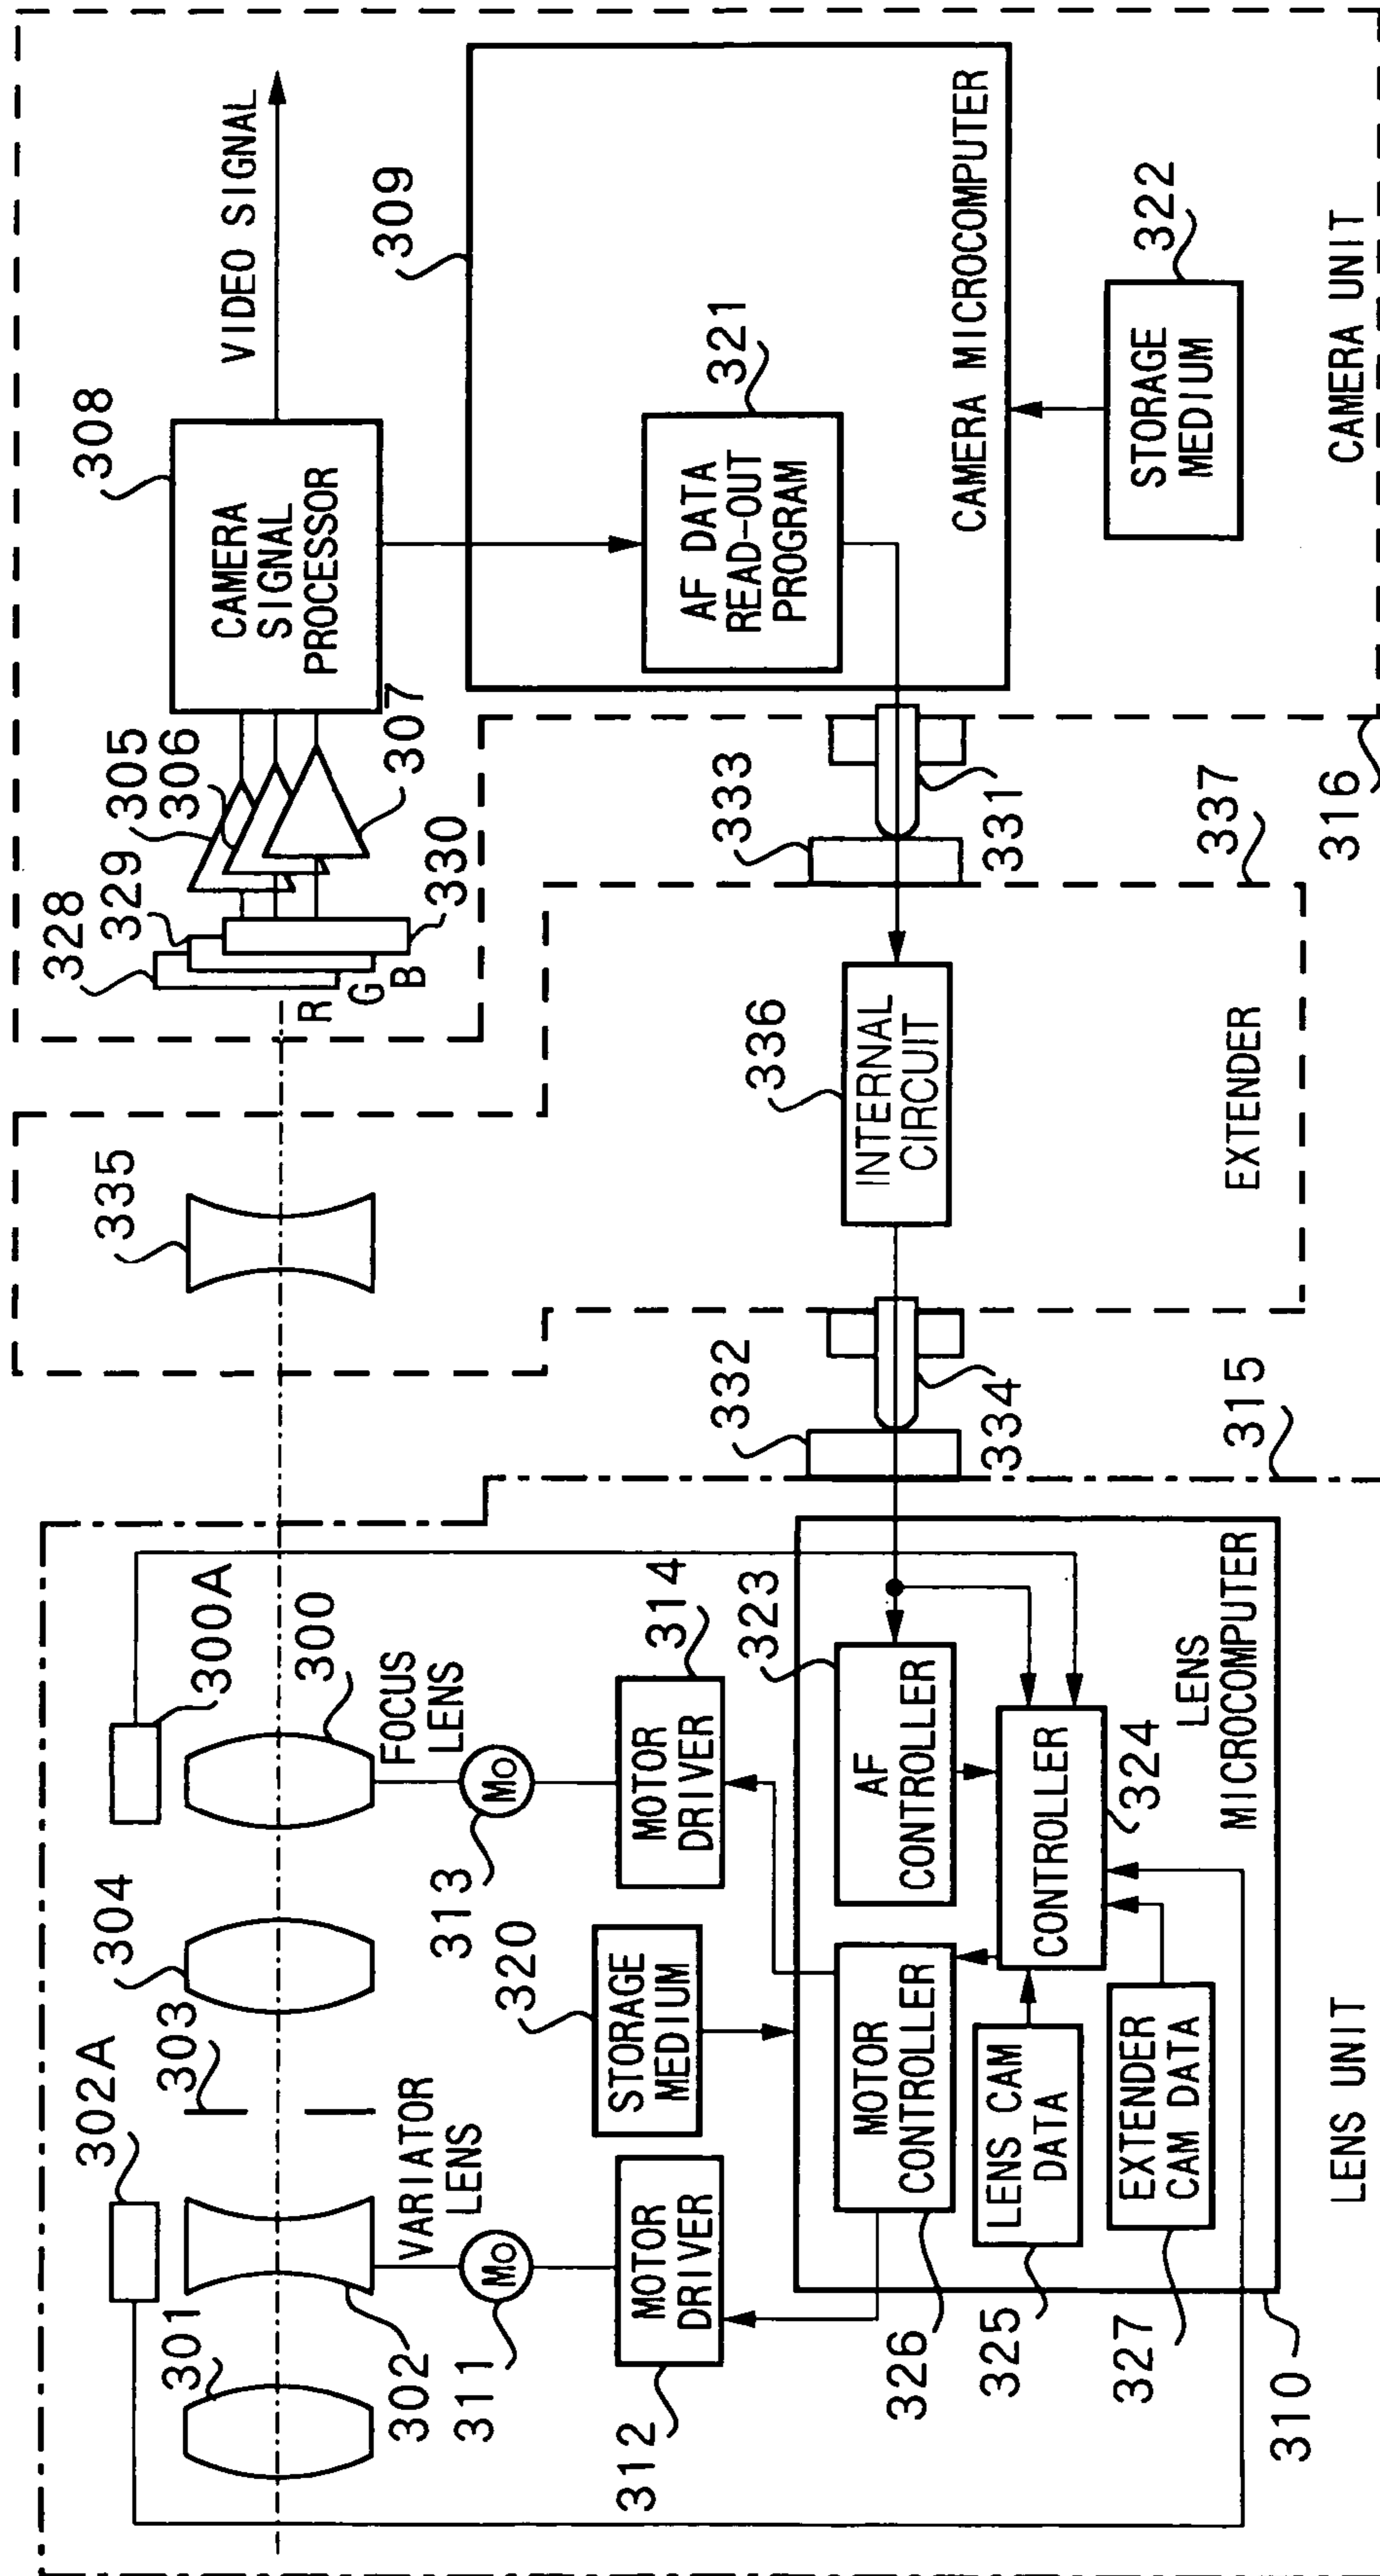 302A
301
302
303
304
300A
300
VARIATOR
LENS
FOCUS
LENS
Mo
311
Mo
313
MOTOR
DRIVER
312
STORAGE
MEDIUM
320
MOTOR
DRIVER
314
MOTOR
CONTROLLER
326
AF
CONTROLLER
323
LENS CAM
DATA
325
CONTROLLER
324
EXTENDER
CAM DATA
327
LENS
MICROCOMPUTER
310
LENS UNIT
315
332
334
335
INTERNAL
CIRCUIT
336
EXTENDER
337
333
331
328
329
330
R
G
B
305
306
307
CAMERA
SIGNAL
PROCESSOR
308
VIDEO SIGNAL
309
AF DATA
READ-OUT
PROGRAM
321
CAMERA MICROCOMPUTER
STORAGE
MEDIUM
322
CAMERA UNIT
316